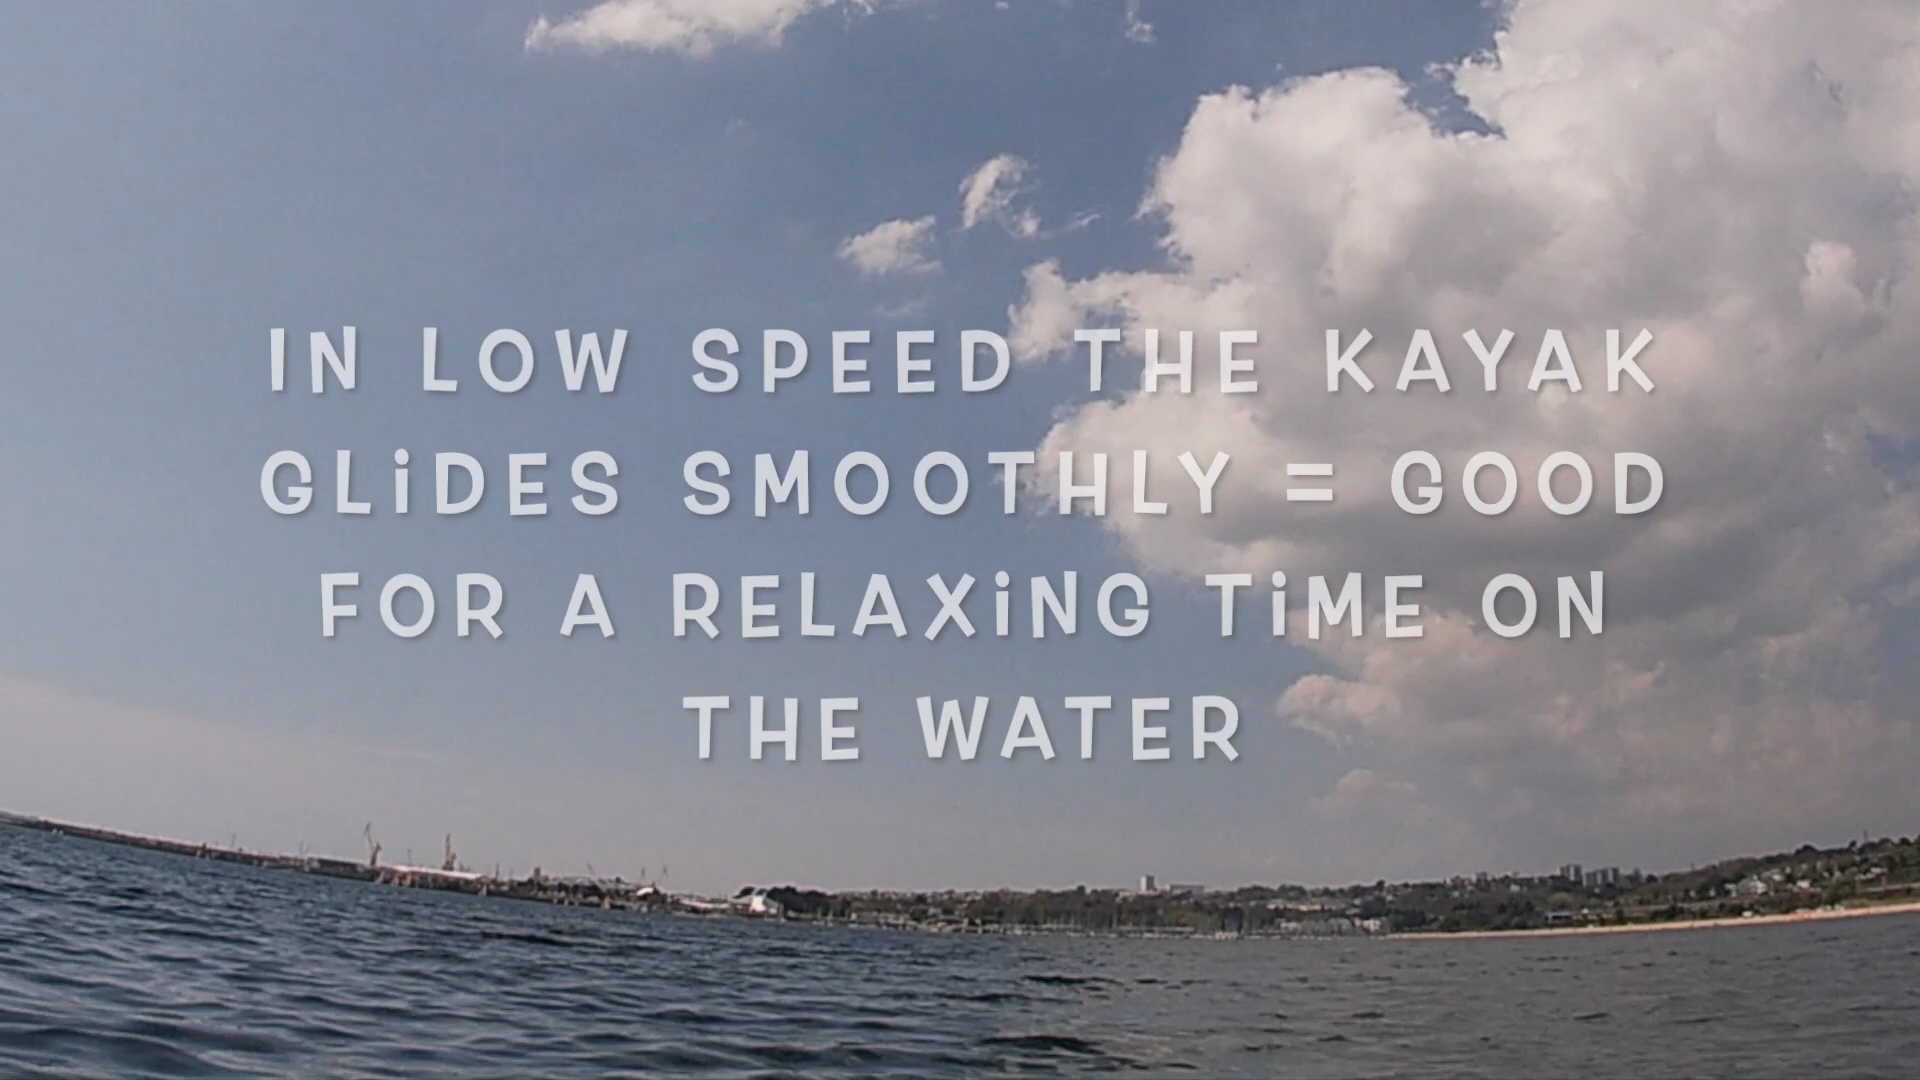 IN LOW SPEED THE KAYAK
GLiDES SMOOTHLY = GOOD
FOR A RELAXiNG TiME ON
THE WATER